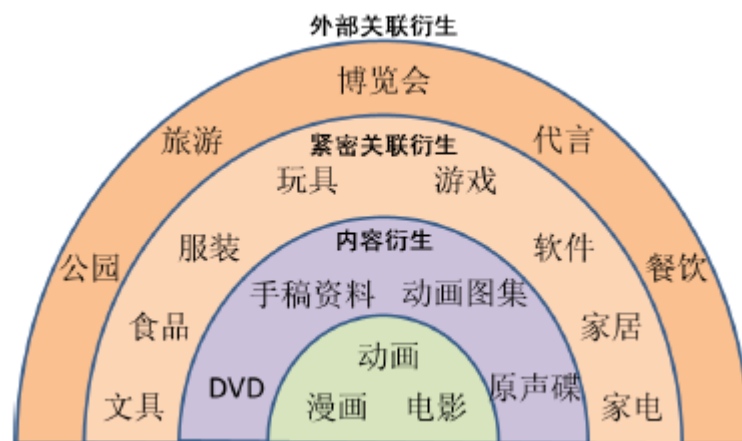 外部关联衍生
博览会
旅游 代言
公园 餐饮
紧密关联衍生
玩具 游戏
服装 软件
食品 家居
文具 家电
内容衍生
手稿资料 动画图集
DVD 原声碟
动画
漫画 电影